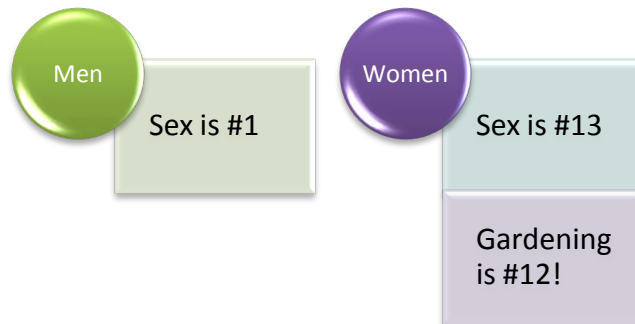 Men
Sex is #1
Women
Sex is #13
Gardening
is #12!